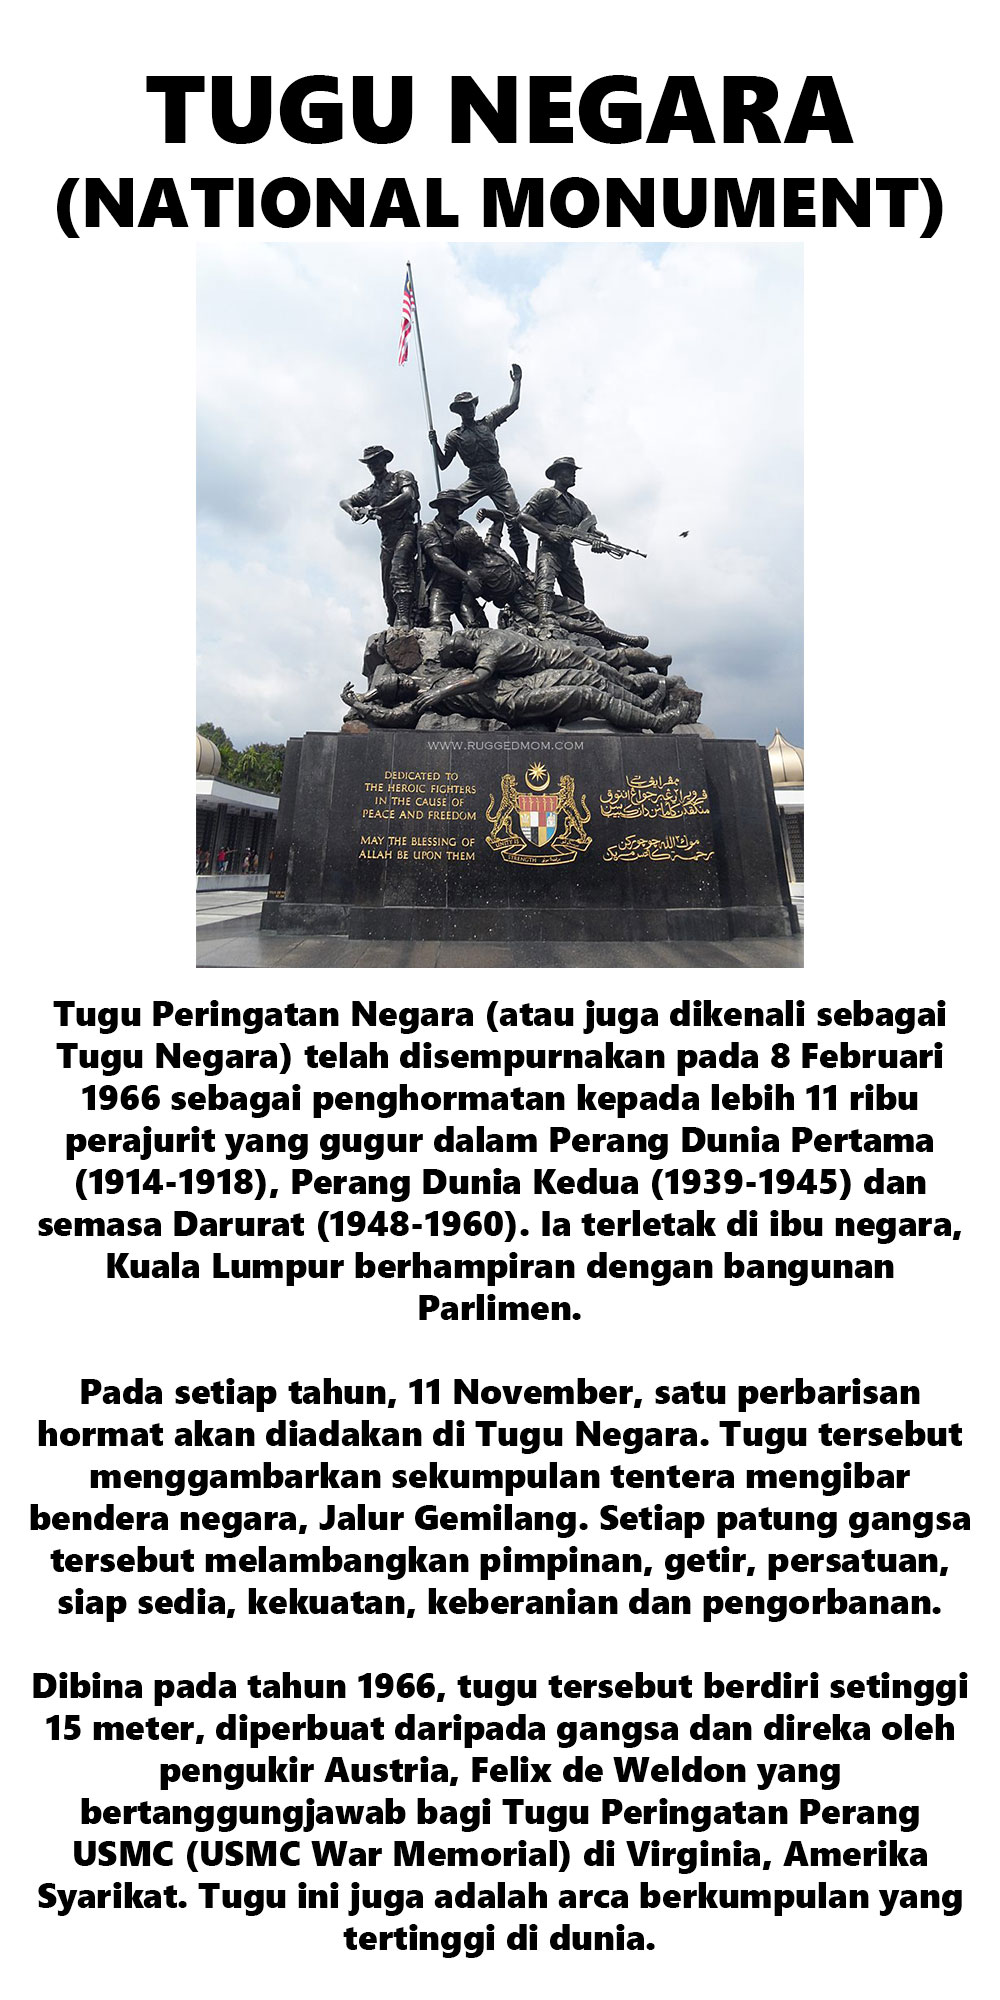 TUGU NEGARA
(NATIONAL MONUMENT)
WWW.RUGGEDMOM.COM
DEDICATED TO
THE HEROIC FIGHTERS
IN THE CAUSE OF
PEACE AND FREEDOM
MAY THE BLESSING OF
ALLAH BE UPON THEM
UNITY IS
STRENGTH
Tugu Peringatan Negara (atau juga dikenali sebagai
Tugu Negara) telah disempurnakan pada 8 Februari
1966 sebagai penghormatan kepada lebih 11 ribu
perajurit yang gugur dalam Perang Dunia Pertama
(1914-1918), Perang Dunia Kedua (1939-1945) dan
semasa Darurat (1948-1960). Ia terletak di ibu negara,
Kuala Lumpur berhampiran dengan bangunan
Parlimen.
Pada setiap tahun, 11 November, satu perbarisan
hormat akan diadakan di Tugu Negara. Tugu tersebut
menggambarkan sekumpulan tentera mengibar
bendera negara, Jalur Gemilang. Setiap patung gangsa
tersebut melambangkan pimpinan, getir, persatuan,
siap sedia, kekuatan, keberanian dan pengorbanan.
Dibina pada tahun 1966, tugu tersebut berdiri setinggi
15 meter, diperbuat daripada gangsa dan direka oleh
pengukir Austria, Felix de Weldon yang
bertanggungjawab bagi Tugu Peringatan Perang
USMC (USMC War Memorial) di Virginia, Amerika
Syarikat. Tugu ini juga adalah arca berkumpulan yang
tertinggi di dunia.